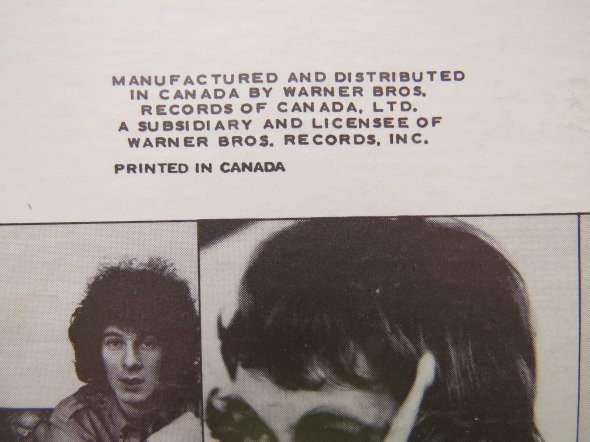 MANUFACTURED AND DISTRIBUTED
IN CANADA BY WARNER BROS.
RECORDS OF CANADA, LTD.
A SUBSIDIARY AND LICENSEE OF
WARNER BROS. RECORDS, INC.
PRINTED IN CANADA